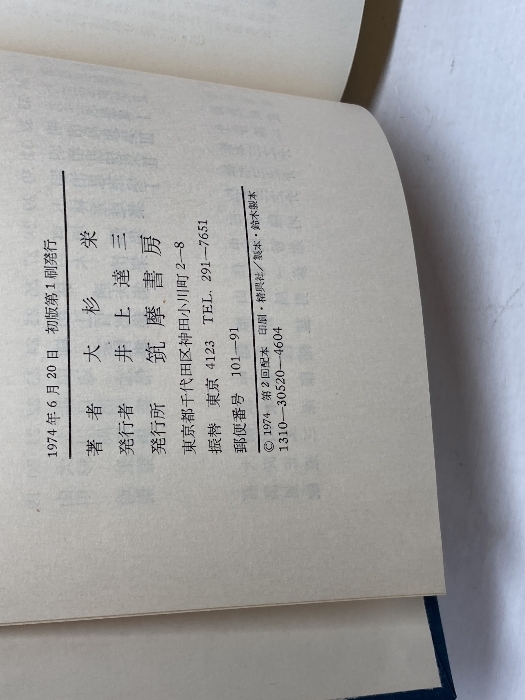 1974年6月20日 初版第1刷発行
著者 大杉栄
発行者 井上達三
発行所 筑摩書房
東京都千代田区神田小川町2—8
振替 東京 4123 TEL. 291—7651
郵便番号 101—91
©1974 第2回配本 印刷・精興社/製本・鈴木製本
1310—30520—4604